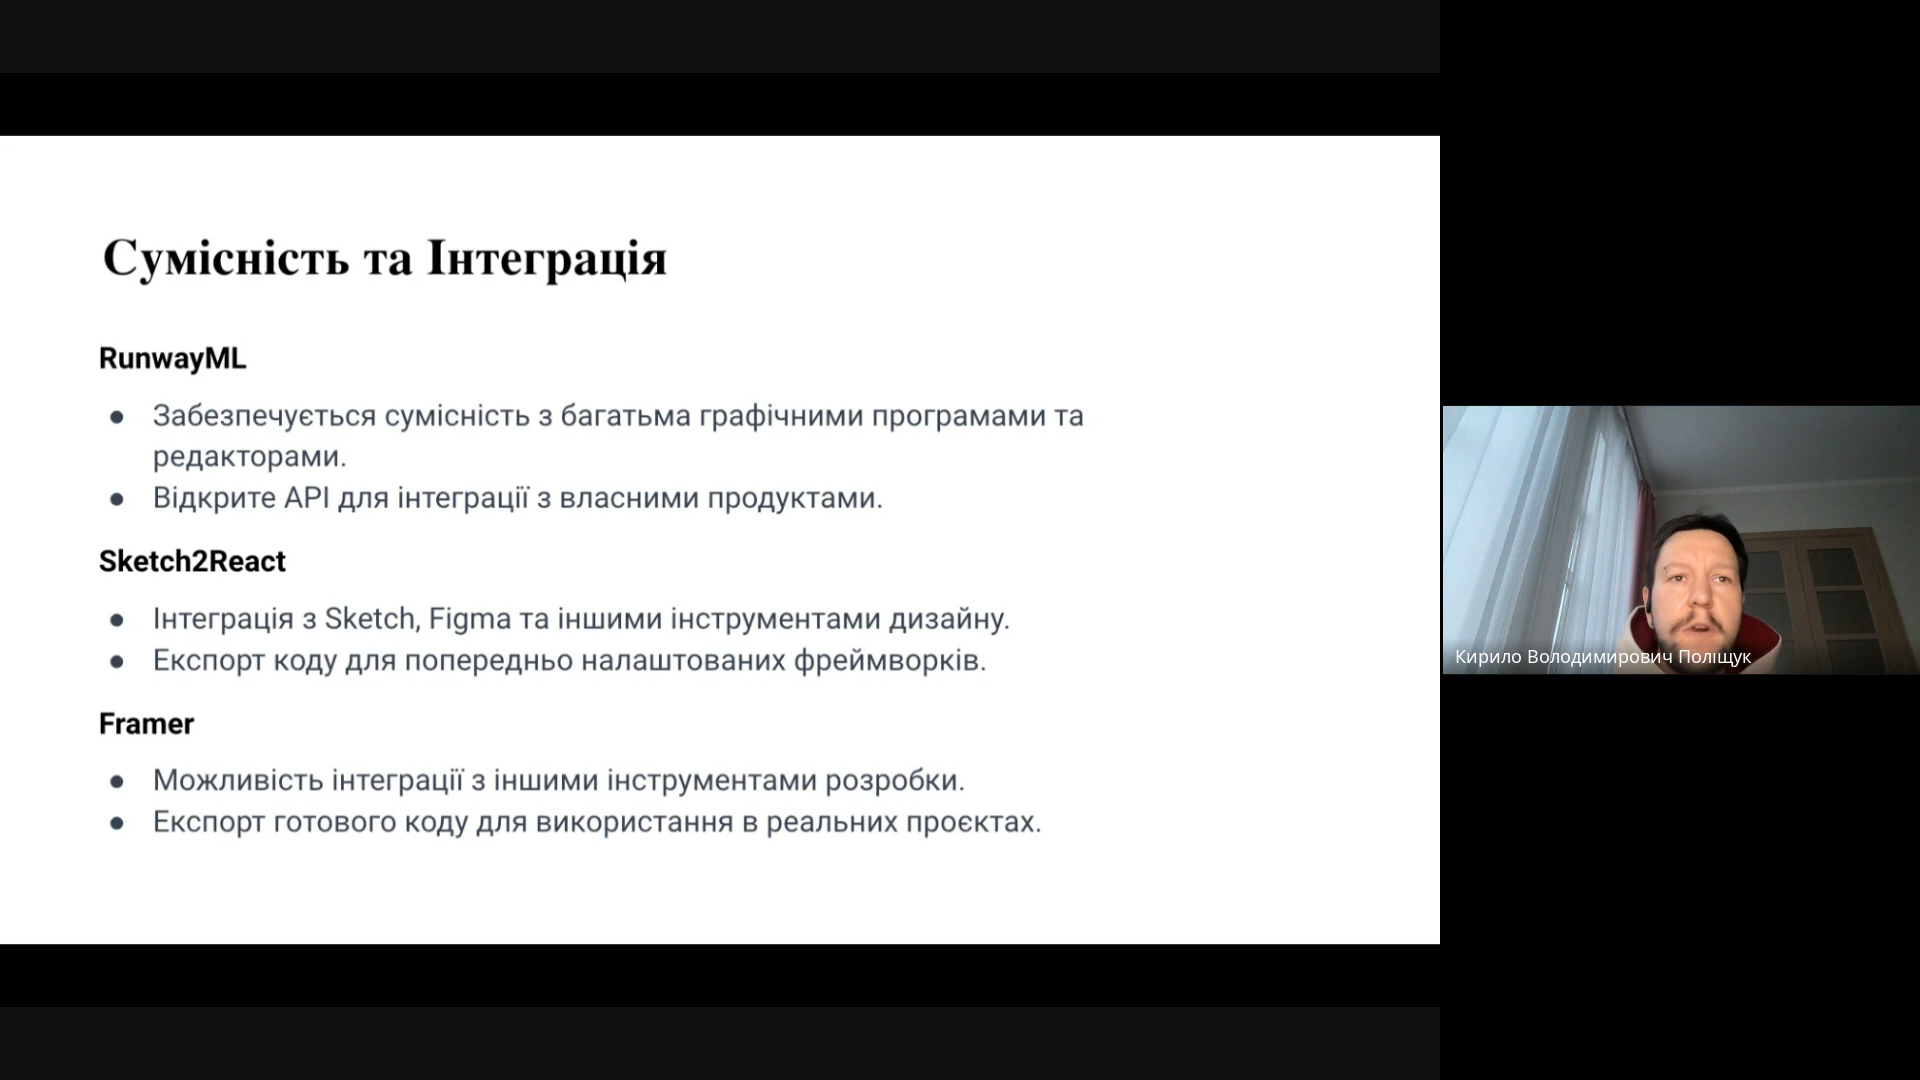 Сумісність та Інтеграція
RunwayML
● Забезпечується сумісність з багатьма графічними програмами та
редакторами.
● Відкрите API для інтеграції з власними продуктами.
Sketch2React
● Інтеграція з Sketch, Figma та іншими інструментами дизайну.
● Експорт коду для попередньо налаштованих фреймворків.
Framer
● Можливість інтеграції з іншими інструментами розробки.
● Експорт готового коду для використання в реальних проєктах.
Кирило Володимирович Поліщук